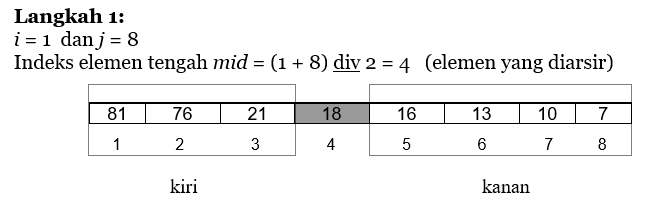 Langkah 1:
i = 1 dan j = 8
Indeks elemen tengah mid = (1 + 8) div 2 = 4 (elemen yang diarsir)
81 76 21 18 16 13 10 7
1 2 3 4 5 6 7 8
kiri kanan